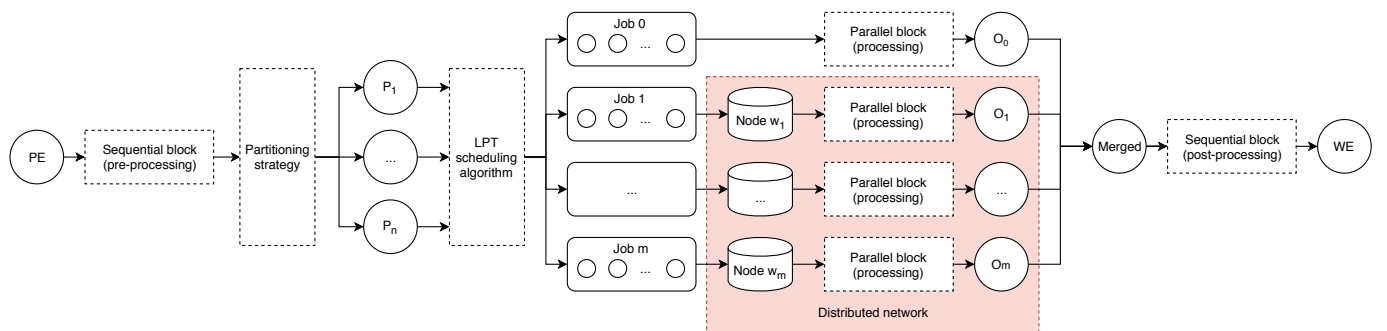 PE
Sequential block
(pre-processing)
Partitioning
strategy
P1
...
Pn
LPT
scheduling
algorithm
Job 0
...
Parallel block
(processing)
O0
Job 1
...
Node w1
Parallel block
(processing)
O1
...
...
Parallel block
(processing)
...
Job m
...
Node wm
Parallel block
(processing)
Om
Distributed network
Merged
Sequential block
(post-processing)
WE